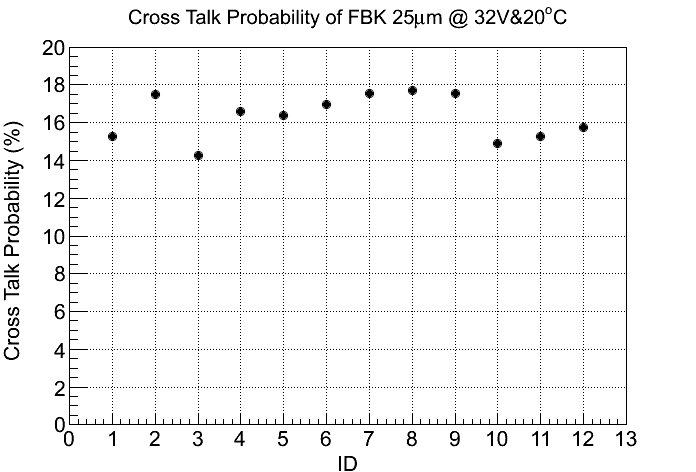 Cross Talk Probability of FBK 25μm @ 32V&20°C
Cross Talk Probability (%)
20
18
16
14
12
10
8
6
4
2
0
0 1 2 3 4 5 6 7 8 9 10 11 12 13
ID